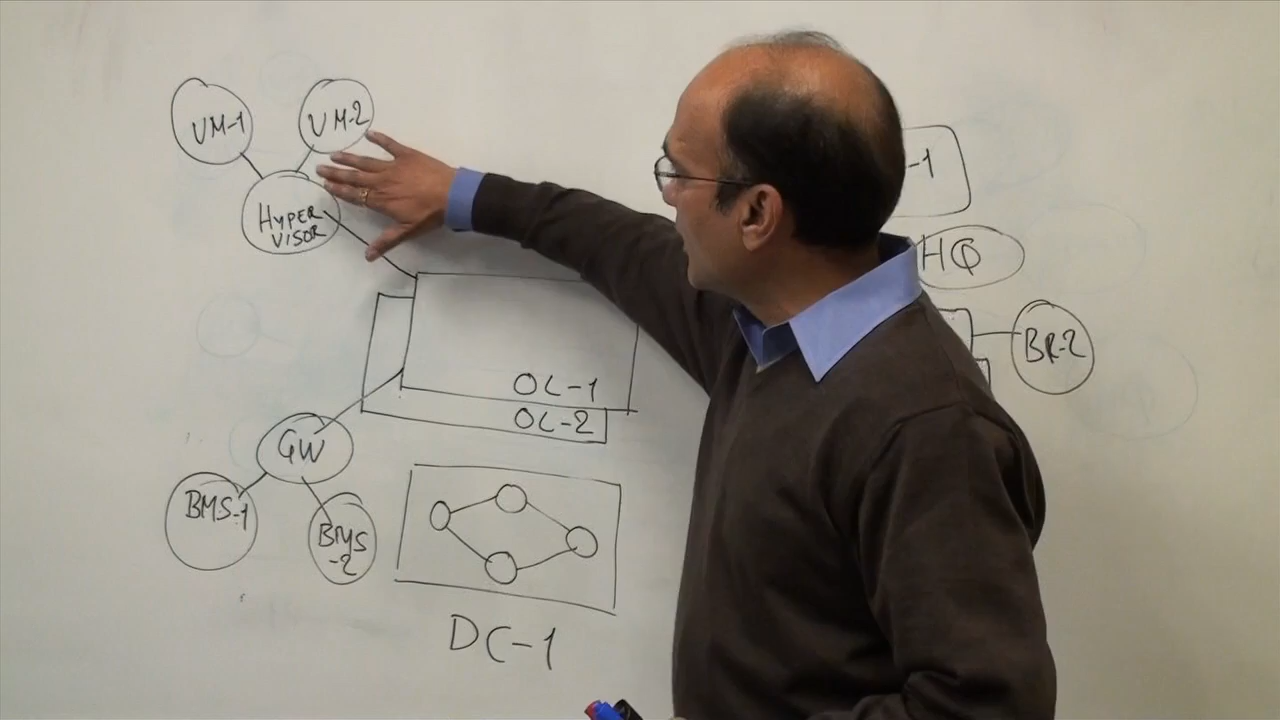 VM-1
VM-2
HYPER
VISOR
-1
HQ
BR-2
OL-1
OL-2
GW
BMS-1
BMS
-2
DC-1